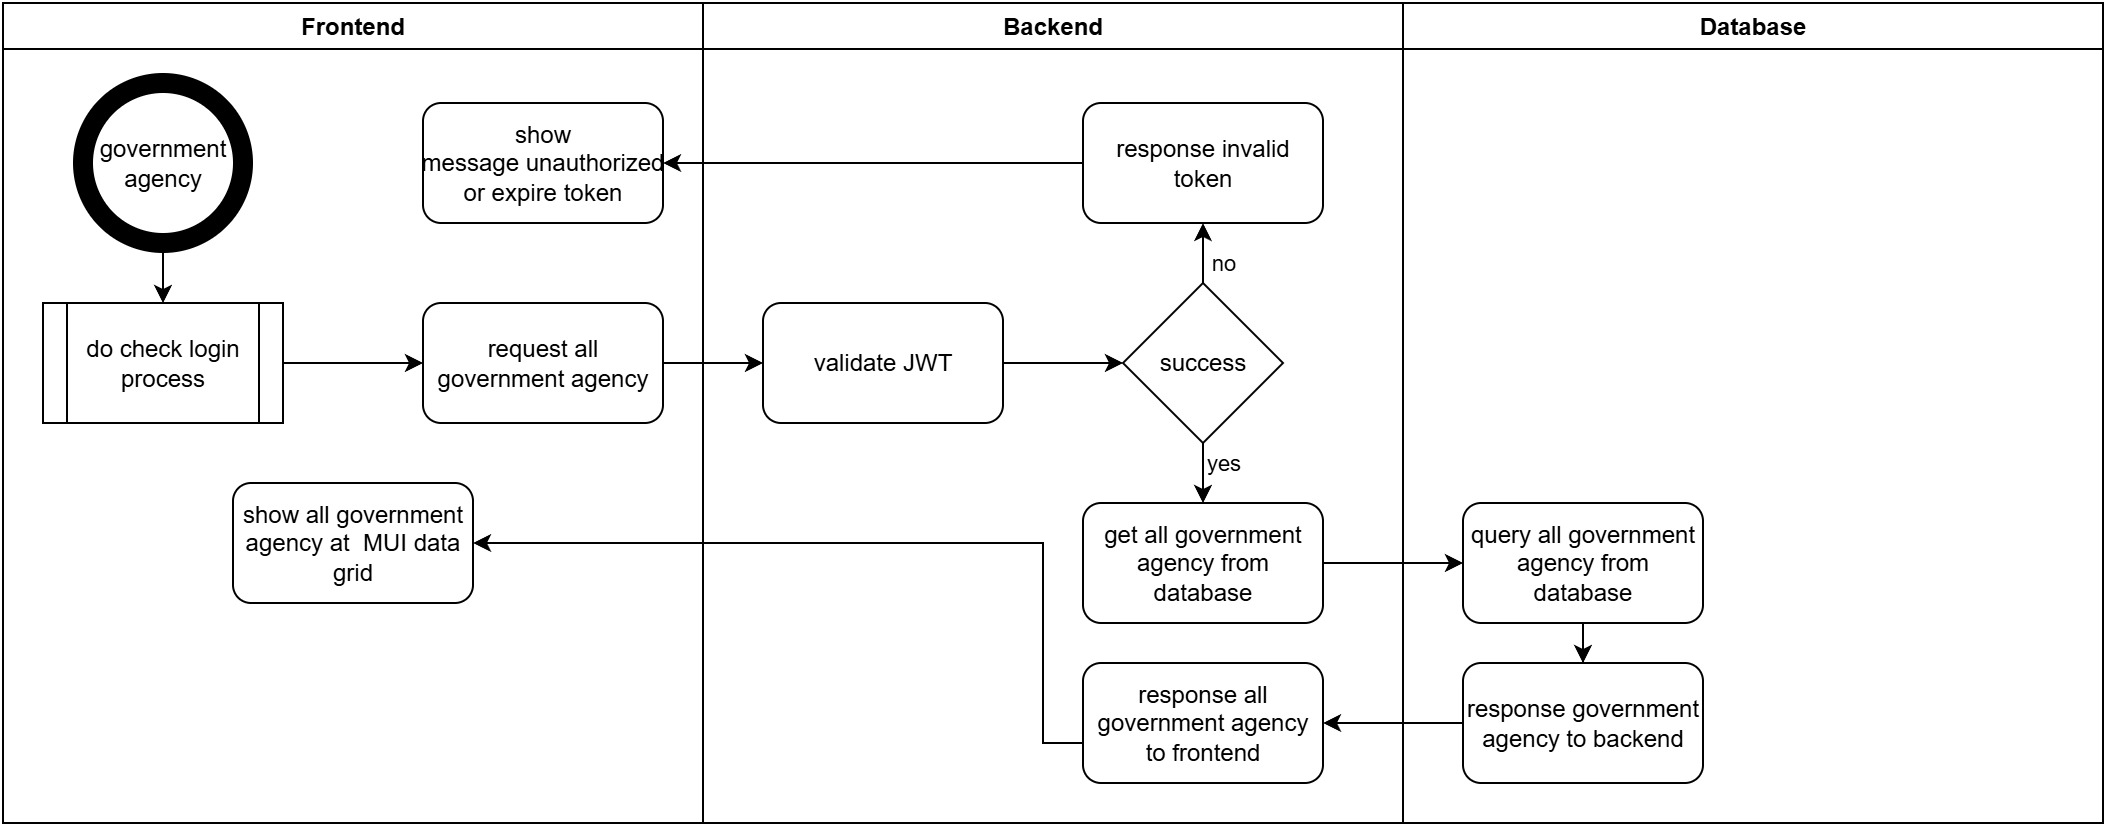 Frontend
Backend
Database
government
agency
show
message unauthorized
or expire token
response invalid
token
no
do check login
process
request all
government agency
validate JWT
success
yes
show all government
agency at  MUI data
grid
get all government
agency from
database
query all government
agency from
database
response all
government agency
to frontend
response government
agency to backend